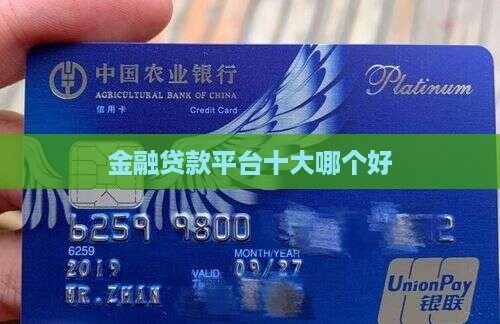 中国农业银行
AGRICULTURAL BANK OF CHINA
信用卡 Credit Card
Platinum
金融贷款平台十大哪个好
6259 9800 2
6259
MONTH/YEAR
2019 VALID 09/27
MR.ZHAN
UnionPay
银联